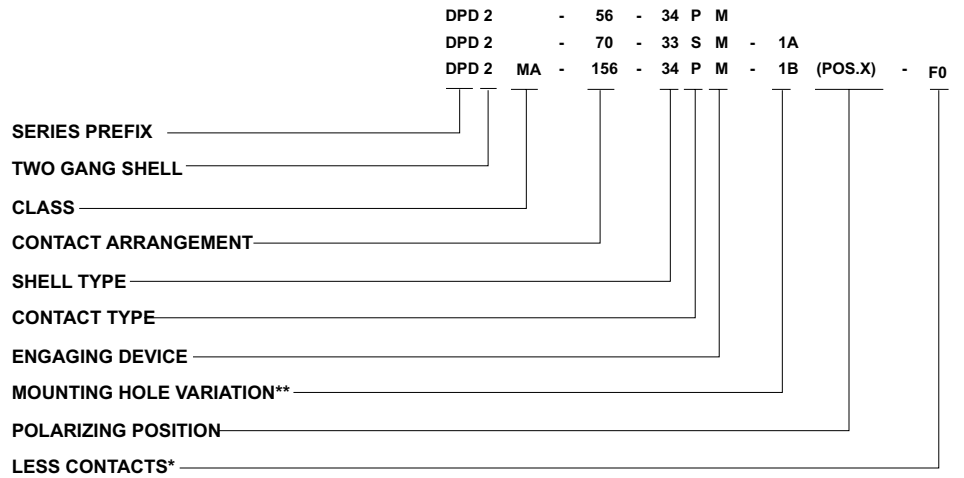 DPD 2 - 56 - 34 P M
DPD 2 - 70 - 33 S M - 1A
DPD 2 MA - 156 - 34 P M - 1B (POS.X) - F0
SERIES PREFIX
TWO GANG SHELL
CLASS
CONTACT ARRANGEMENT
SHELL TYPE
CONTACT TYPE
ENGAGING DEVICE
MOUNTING HOLE VARIATION**
POLARIZING POSITION
LESS CONTACTS*